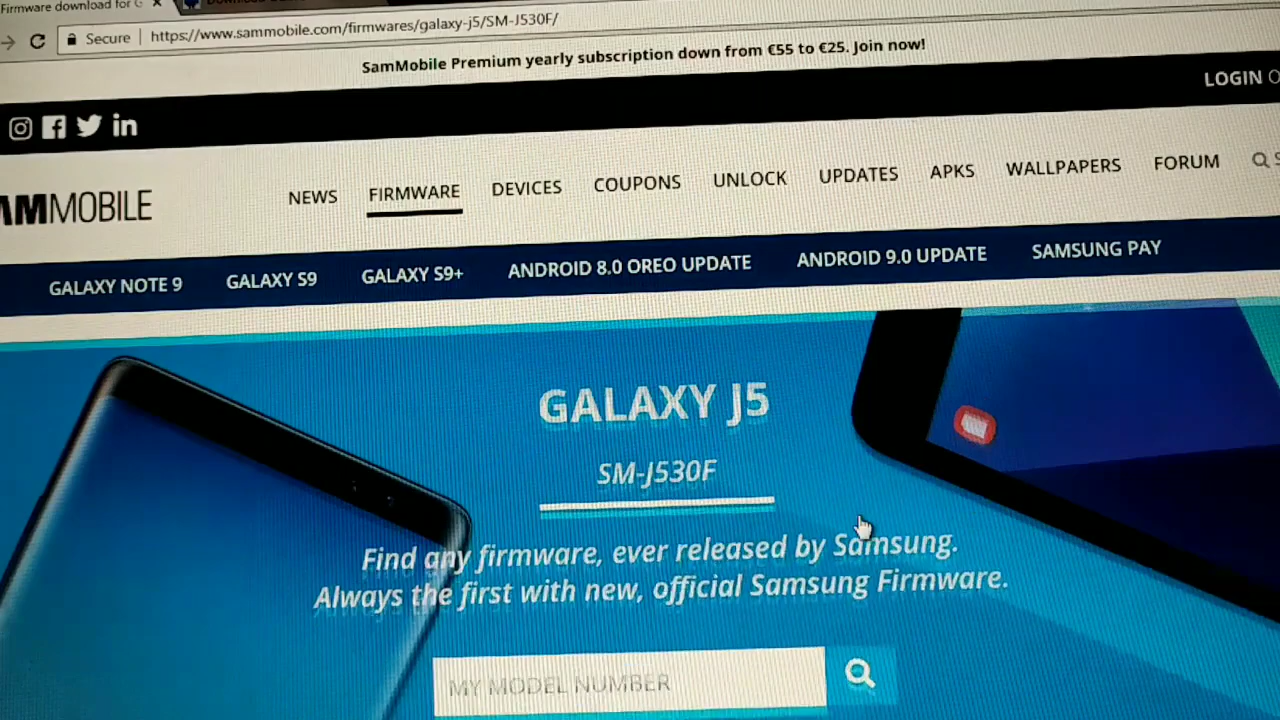 Firmware download for
Secure https://www.sammobile.com/firmwares/galaxy-j5/SM-J530F/
SamMobile Premium yearly subscription down from €55 to €25. Join now!
LOGIN
AMMOBILE
NEWS FIRMWARE DEVICES COUPONS UNLOCK UPDATES APKS WALLPAPERS FORUM
GALAXY NOTE 9 GALAXY S9 GALAXY S9+ ANDROID 8.0 OREO UPDATE ANDROID 9.0 UPDATE SAMSUNG PAY
GALAXY J5
SM-J530F
Find any firmware, ever released by Samsung.
Always the first with new, official Samsung Firmware.
MY MODEL NUMBER